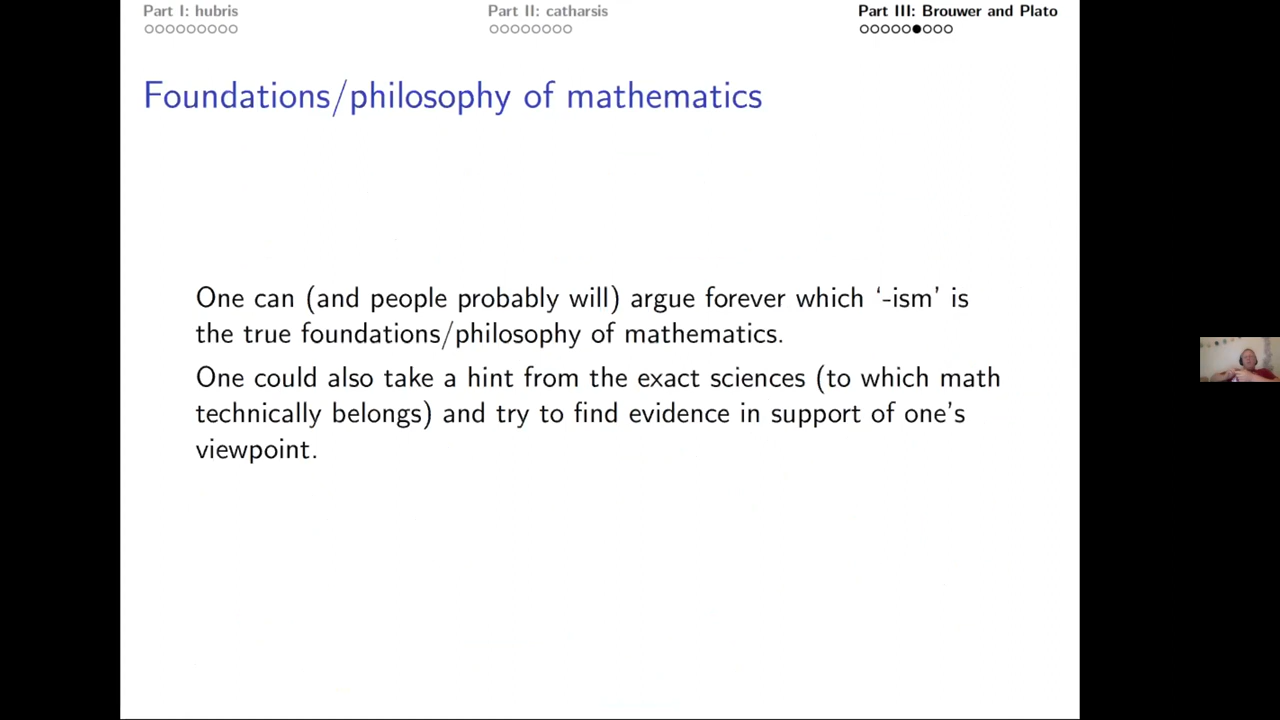 Part I: hubris
Part II: catharsis
Part III: Brouwer and Plato
Foundations/philosophy of mathematics
One can (and people probably will) argue forever which ‘-ism’ is
the true foundations/philosophy of mathematics.
One could also take a hint from the exact sciences (to which math
technically belongs) and try to find evidence in support of one’s
viewpoint.